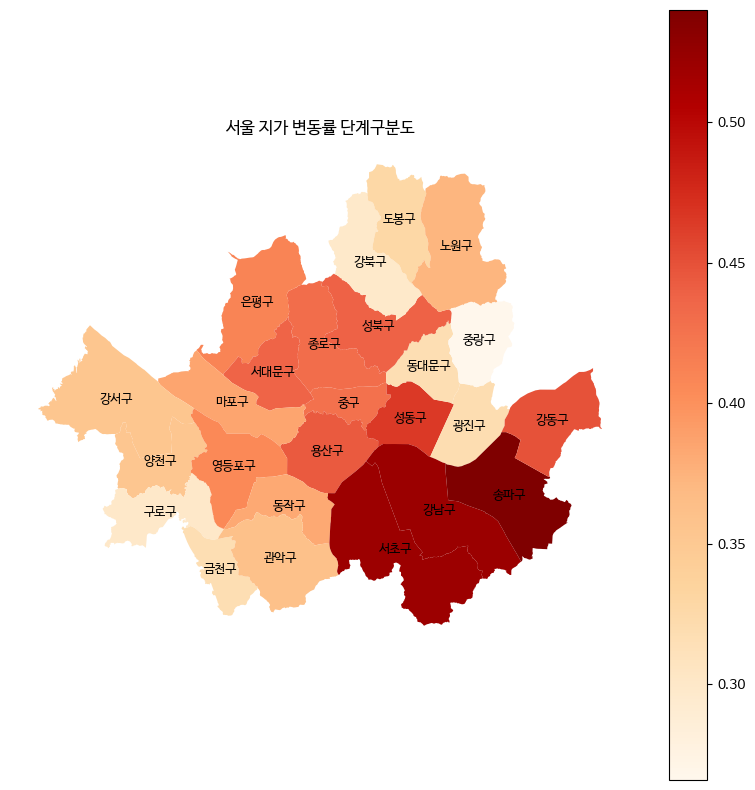 서울 지가 변동률 단계구분도
도봉구
노원구
강북구
은평구
성북구
중랑구
종로구
동대문구
서대문구
강서구
마포구
중구
성동구
강동구
광진구
용산구
양천구
영등포구
송파구
동작구
강남구
구로구
서초구
관악구
금천구
0.50
0.45
0.40
0.35
0.30